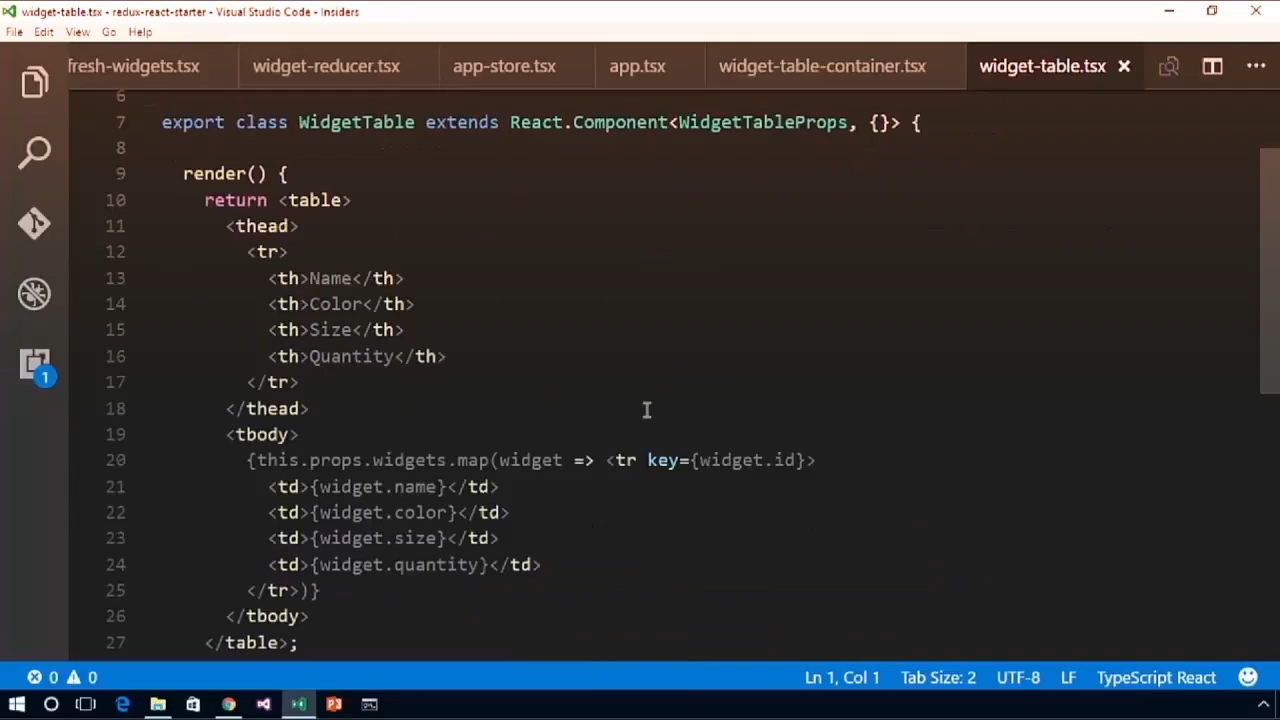 widget-table.tsx - redux-react-starter - Visual Studio Code - Insiders
File Edit View Go Help
fresh-widgets.tsx widget-reducer.tsx app-store.tsx app.tsx widget-table-container.tsx widget-table.tsx
6
7 export class WidgetTable extends React.Component<WidgetTableProps, {}> {
8
9 render() {
10 return <table>
11 <thead>
12 <tr>
13 <th>Name</th>
14 <th>Color</th>
15 <th>Size</th>
16 <th>Quantity</th>
17 </tr>
18 </thead>
19 <tbody>
20 {this.props.widgets.map(widget => <tr key={widget.id}>
21 <td>{widget.name}</td>
22 <td>{widget.color}</td>
23 <td>{widget.size}</td>
24 <td>{widget.quantity}</td>
25 </tr>)}
26 </tbody>
27 </table>;
1
0 0 Ln 1, Col 1 Tab Size: 2 UTF-8 LF TypeScript React